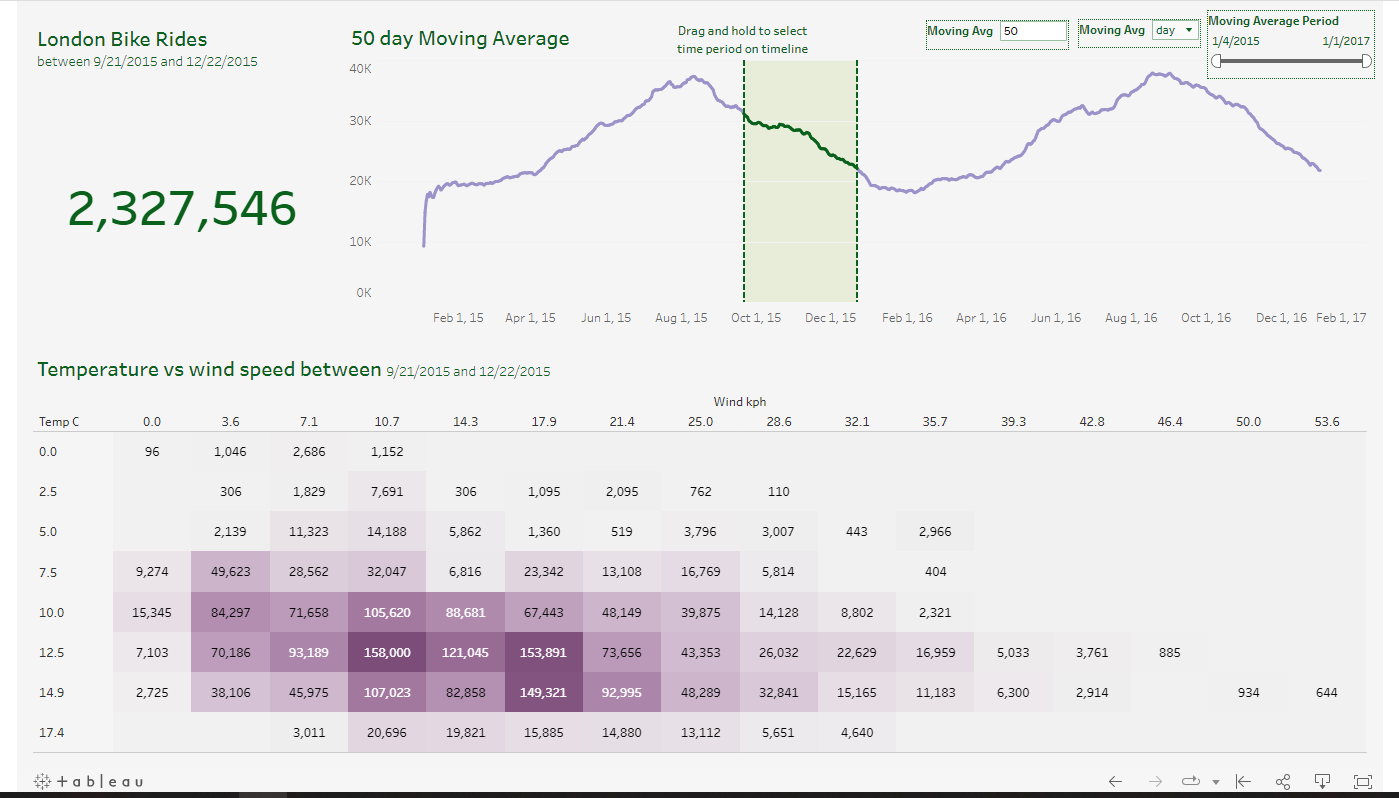 London Bike Rides
between 9/21/2015 and 12/22/2015
2,327,546
50 day Moving Average
Drag and hold to select
time period on timeline
Moving Avg 50
Moving Avg day
Moving Average Period
1/4/2015 1/1/2017
40K
30K
20K
10K
0K
Feb 1, 15 Apr 1, 15 Jun 1, 15 Aug 1, 15 Oct 1, 15 Dec 1, 15 Feb 1, 16 Apr 1, 16 Jun 1, 16 Aug 1, 16 Oct 1, 16 Dec 1, 16 Feb 1, 17
Temperature vs wind speed between 9/21/2015 and 12/22/2015
Wind kph
Temp C 0.0 3.6 7.1 10.7 14.3 17.9 21.4 25.0 28.6 32.1 35.7 39.3 42.8 46.4 50.0 53.6
0.0 96 1,046 2,686 1,152
2.5 306 1,829 7,691 306 1,095 2,095 762 110
5.0 2,139 11,323 14,188 5,862 1,360 519 3,796 3,007 443 2,966
7.5 9,274 49,623 28,562 32,047 6,816 23,342 13,108 16,769 5,814 404
10.0 15,345 84,297 71,658 105,620 88,681 67,443 48,149 39,875 14,128 8,802 2,321
12.5 7,103 70,186 93,189 158,000 121,045 153,891 73,656 43,353 26,032 22,629 16,959 5,033 3,761 885
14.9 2,725 38,106 45,975 107,023 82,858 149,321 92,995 48,289 32,841 15,165 11,183 6,300 2,914 934 644
17.4 3,011 20,696 19,821 15,885 14,880 13,112 5,651 4,640
+ableau